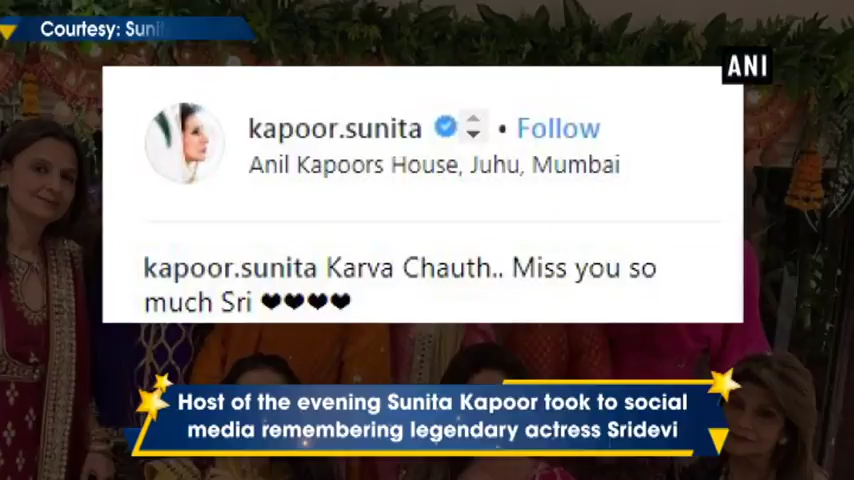 Courtesy: Suni
ANI
kapoor.sunita • Follow
Anil Kapoors House, Juhu, Mumbai
kapoor.sunita Karva Chauth.. Miss you so
much Sri ❤❤❤❤
Host of the evening Sunita Kapoor took to social
media remembering legendary actress Sridevi